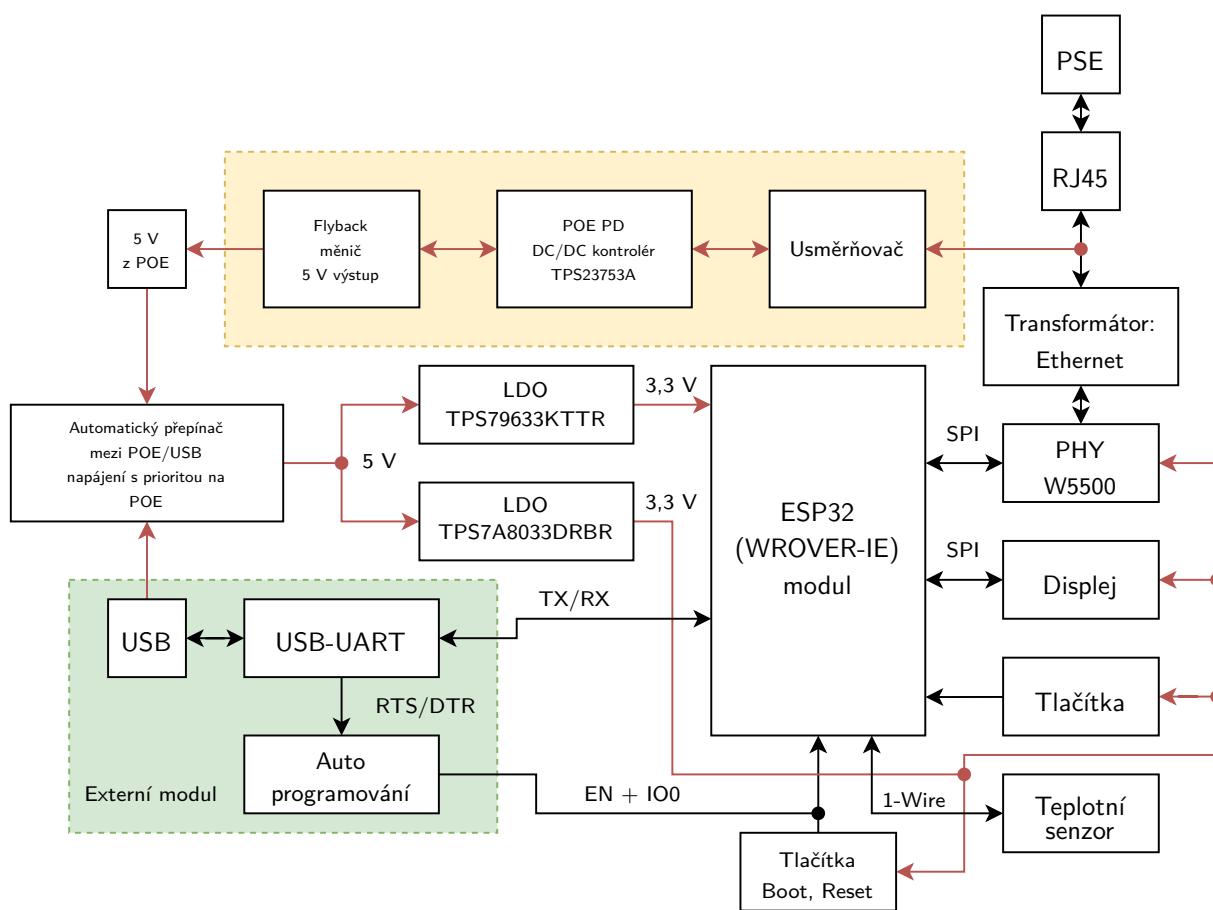 PSE
RJ45
5 V
z POE
Flyback
měnič
5 V výstup
POE PD
DC/DC kontrolér
TPS23753A
Usměrňovač
Transformátor:
Ethernet
Automatický přepínač
mezi POE/USB
napájení s prioritou na
POE
5 V
LDO
TPS79633KTTR
3,3 V
LDO
TPS7A8033DRBR
3,3 V
ESP32
(WROVER-IE)
modul
SPI
PHY
W5500
SPI
Displej
Tlačítka
USB
USB-UART
TX/RX
RTS/DTR
Auto
programování
Externí modul
EN + IO0
1-Wire
Teplotní
senzor
Tlačítka
Boot, Reset